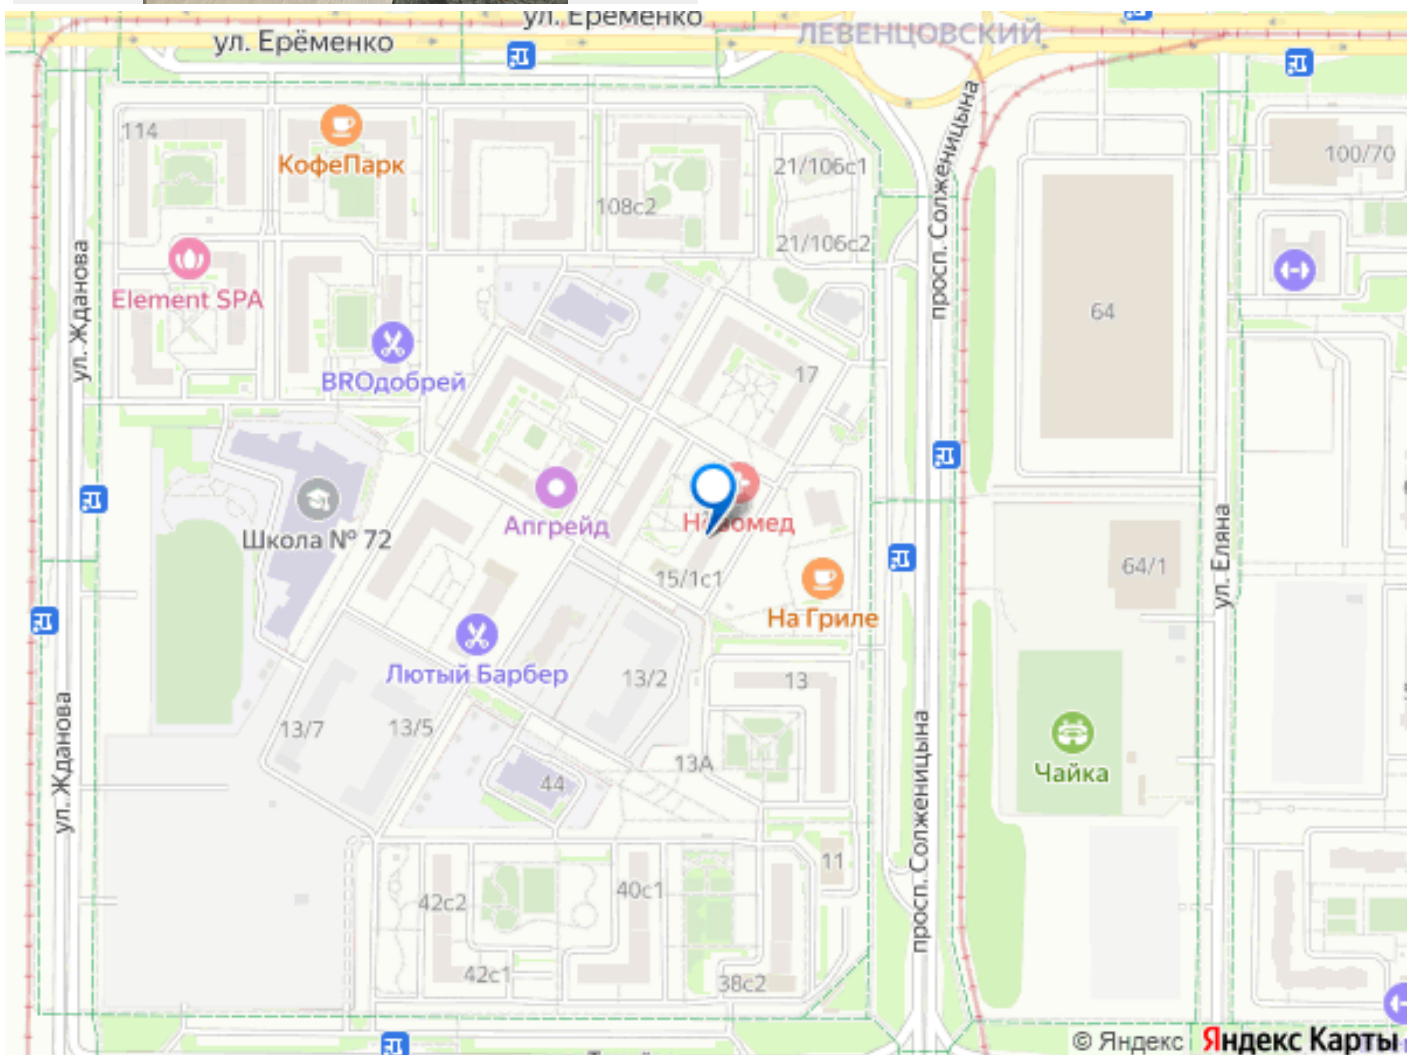 ул. Ерёменко
ул. Ерёменко
ЛЕВЕНЦОВСКИЙ
114
КофеПарк
108с2
21/106с1
21/106с2
100/70
просп. Солженицына
ул. Жданова
Element SPA
64
BROдобрей
17
Школа № 72
Апгрейд
Новомед
15/1с1
64/1
ул. Еляна
На Гриле
Лютый Барбер
13/2
13
13/7
13/5
13А
ул. Жданова
44
Чайка
просп. Солженицына
11
42с2
40с1
42с1
38с2
© Яндекс Яндекс Карты